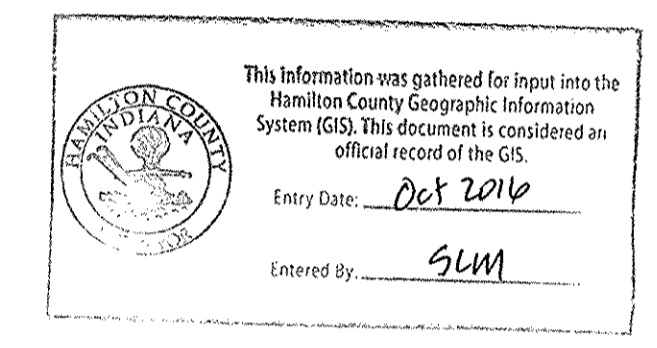 HAMILTON COUNTY
INDIANA
This information was gathered for input into the
Hamilton County Geographic Information
System (GIS). This document is considered an
official record of the GIS.
Entry Date: Oct 2016
Entered By. SLM